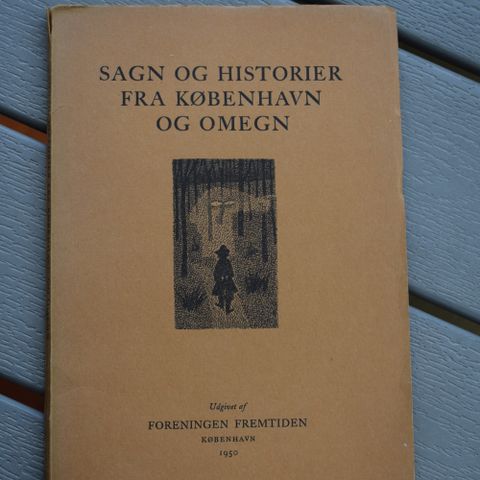 SAGN OG HISTORIER
FRA KØBENHAVN
OG OMEGN
Udgivet af
FORENINGEN FREMTIDEN
KØBENHAVN
1950